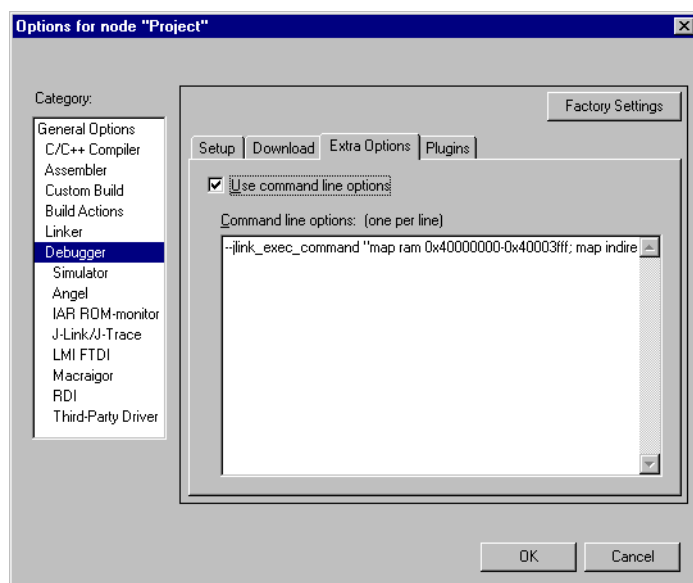 Options for node "Project"
Category:
Factory Settings
General Options
C/C++ Compiler
Assembler
Custom Build
Build Actions
Linker
Debugger
Simulator
Angel
IAR ROM-monitor
J-Link/J-Trace
LMI FTDI
Macraigor
RDI
Third-Party Driver
Setup
Download
Extra Options
Plugins
Use command line options
Command line options: (one per line)
--jlink_exec_command "map ram 0x40000000-0x40003fff; map indire
OK
Cancel